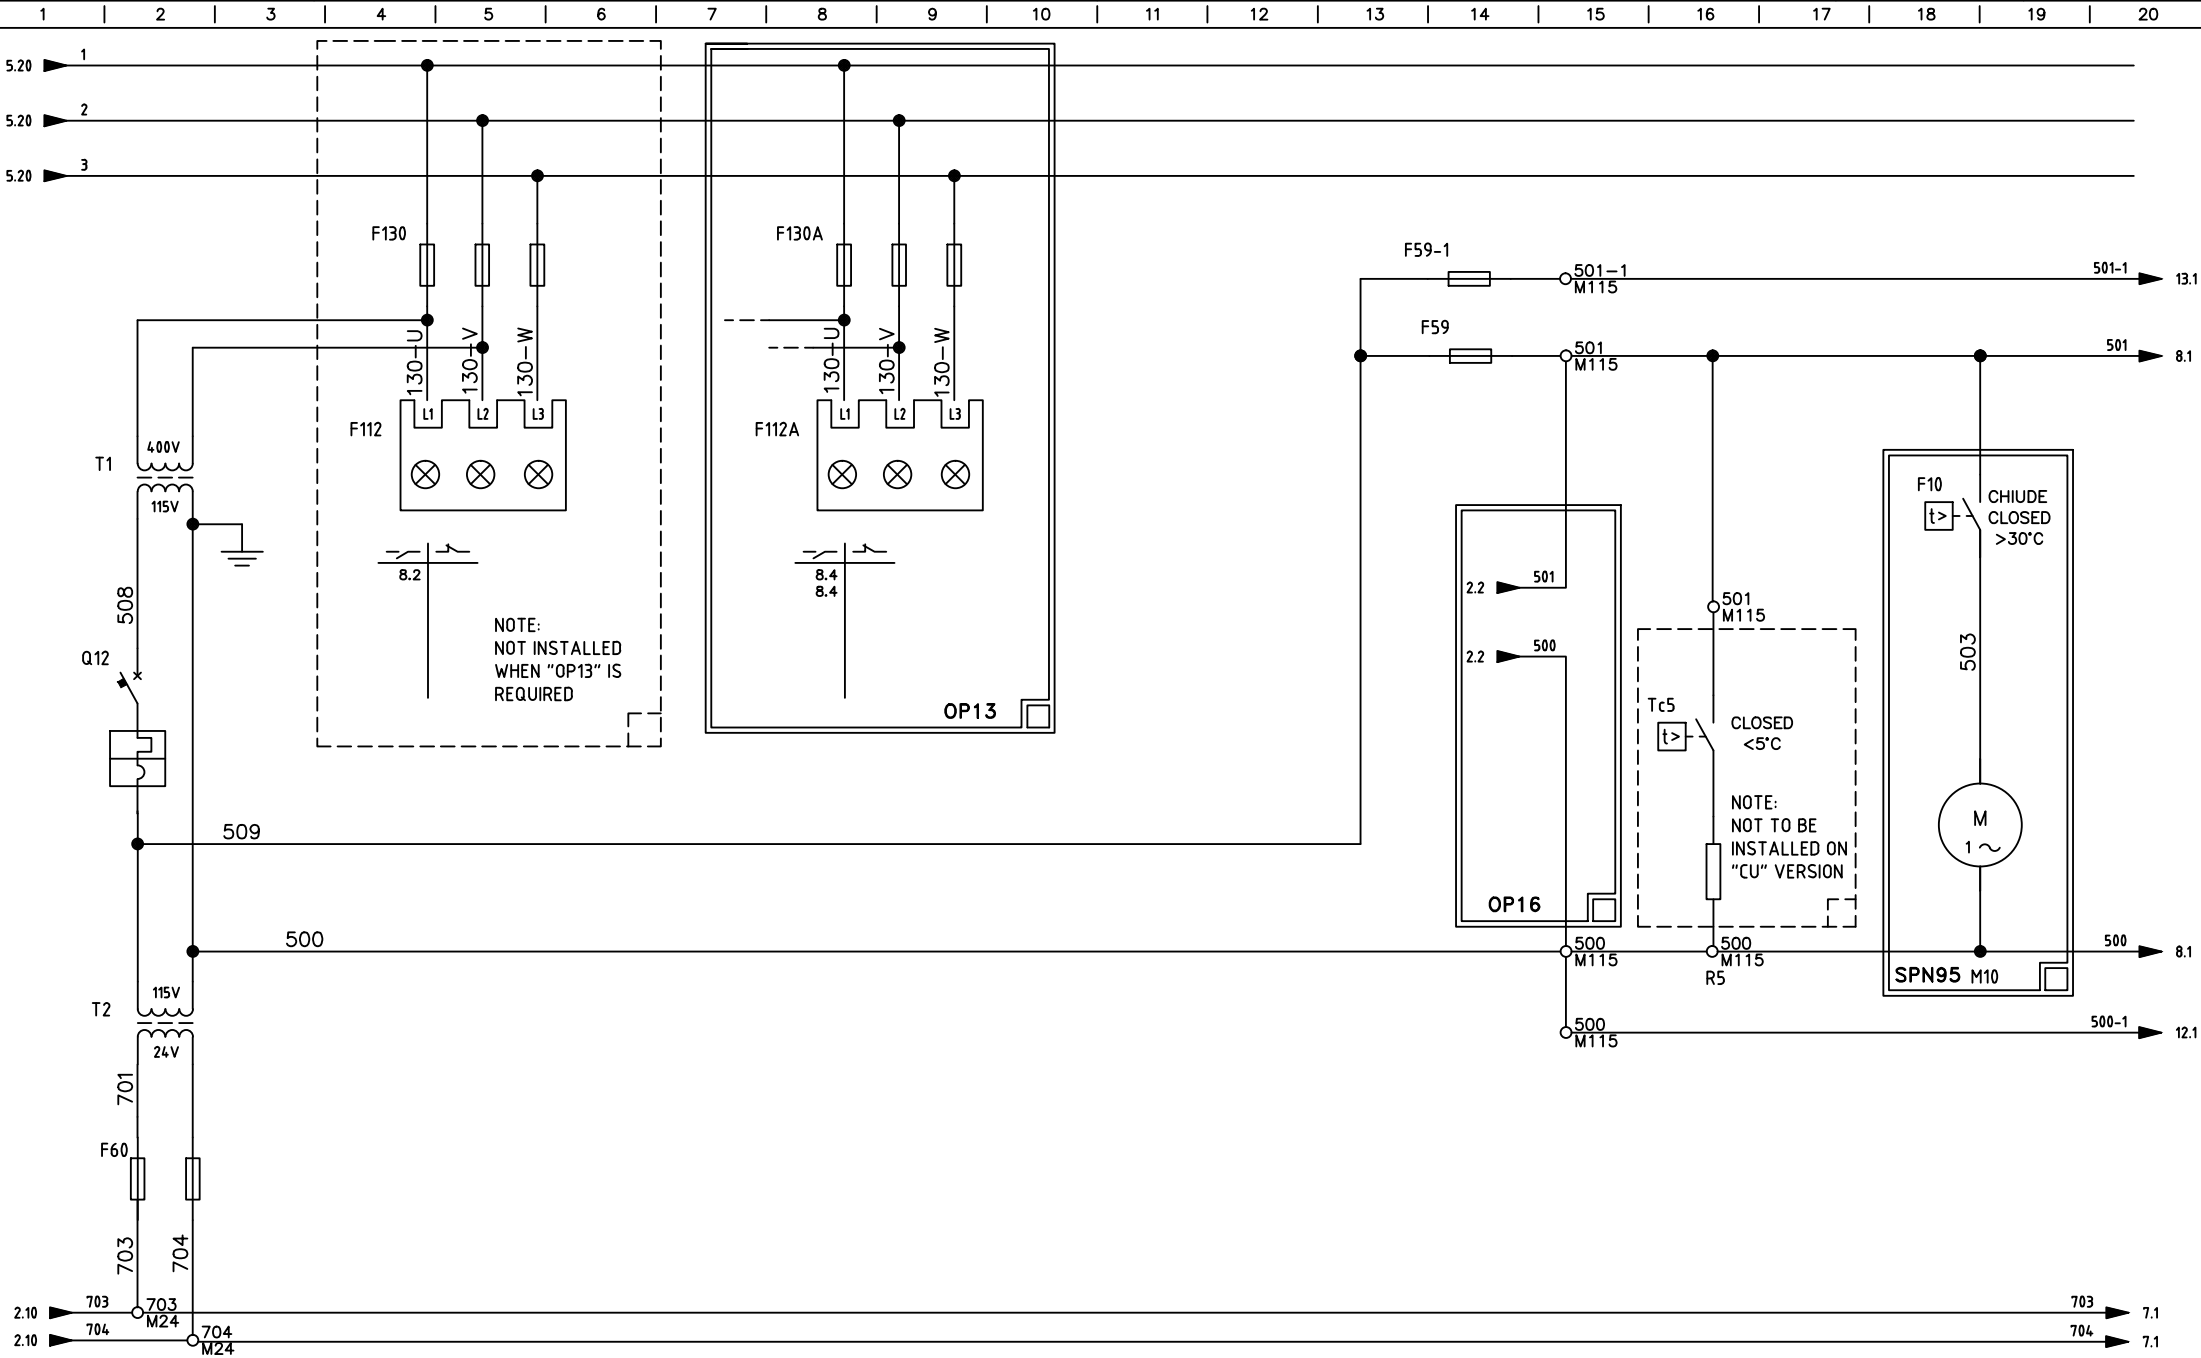 1 2 3 4 5 6 7 8 9 10 11 12 13 14 15 16 17 18 19 20
5.20 1
5.20 2
5.20 3
F130
F130A
F59-1
501-1
M115
501-1
13.1
F59
501
M115
501
8.1
130-U
130-V
130-W
130-U
130-V
130-W
L1 L2 L3
L1 L2 L3
F112
F112A
T1
400V
115V
F10
t>
CHIUDE
CLOSED
>30°C
8.2
8.4
8.4
2.2 501
508
NOTE:
NOT INSTALLED
WHEN "OP13" IS
REQUIRED
501
M115
2.2 500
503
Q12
OP13
Tc5
t>
CLOSED
<5°C
NOTE:
NOT TO BE
INSTALLED ON
"CU" VERSION
M
1~
509
OP16
500
500
M115
500
M115
R5
500
8.1
SPN95 M10
T2
115V
24V
500
M115
500-1
12.1
701
F60
703
704
2.10 703
703
M24
703
7.1
2.10 704
704
M24
704
7.1